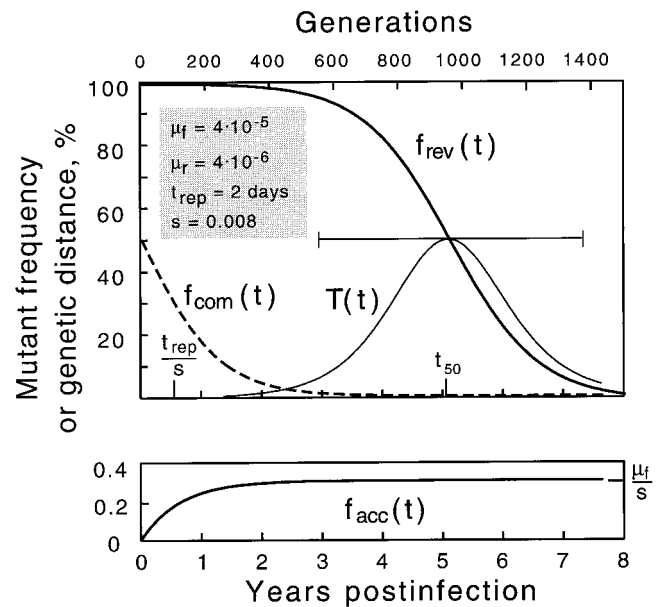 Generations
0 200 400 600 800 1000 1200 1400
Mutant frequency
or genetic distance, %
100
80
60
40
20
μf = 4·10-5
μr = 4·10-6
trep = 2 days
s = 0.008
frev(t)
fcom(t)
T(t)
trep
s
t50
0.4
0.2
0
facc(t)
μf
s
0 1 2 3 4 5 6 7 8
Years postinfection